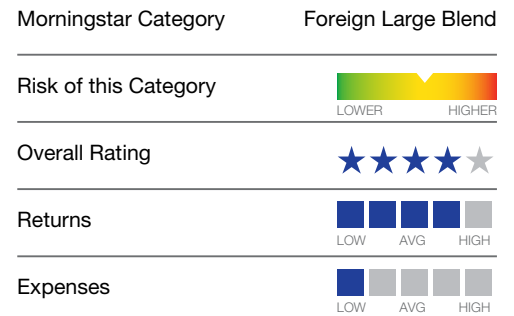 Morningstar Category Foreign Large Blend
Risk of this Category
LOWER HIGHER
Overall Rating
Returns
LOW AVG HIGH
Expenses
LOW AVG HIGH